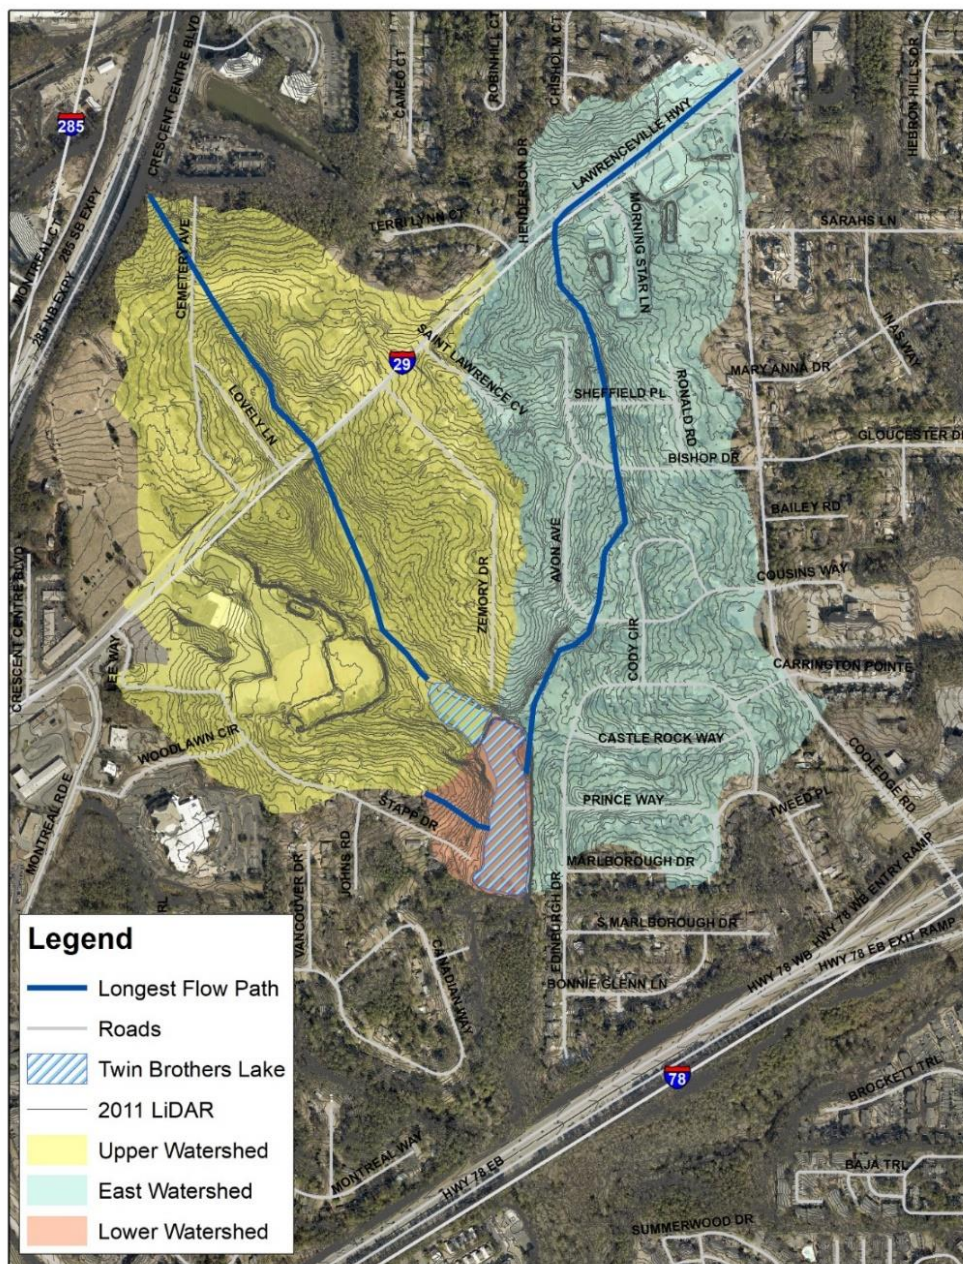 CRESCENT CENTRE BLVD
CAMEO CT
ROBINHILL CT
CHISHOLM CT
HEBRON HILLS DR
285
MONTREAL CT
285 SB EXPY
285 NB EXPY
LAWRENCEVILLE HWY
HENDERSON DR
TERRI LYNN CT
MORNING STAR LN
SARAHS LN
CEMETERY AVE
INAS WAY
SAINT LAWRENCE CV
29
MARY ANNA DR
LOVELY LN
SHEFFIELD PL
RONALD RD
GLOUCESTER DR
BISHOP DR
BAILEY RD
AVON AVE
COUSINS WAY
CRESCENT CENTRE BLVD
ZEMORY DR
CODY CIR
CARRINGTON POINTE
LEE WAY
WOODLAWN CIR
CASTLE ROCK WAY
COOLEDGE RD
MONTREAL RD E
STAPP DR
PRINCE WAY
TWEED PL
JOHNS RD
MARLBOROUGH DR
VANCOUVER DR
TRL
EDINBURGH DR
S MARLBOROUGH DR
HWY 78 WB
HWY 78 WB ENTRY RAMP
HWY 78 EB EXIT RAMP
CANADIAN WAY
BONNIE GLENN LN
78
BROCKETT TRL
MONTREAL WAY
HWY 78 EB
BAJA TRL
SUMMERWOOD DR
Legend
Longest Flow Path
Roads
Twin Brothers Lake
2011 LiDAR
Upper Watershed
East Watershed
Lower Watershed